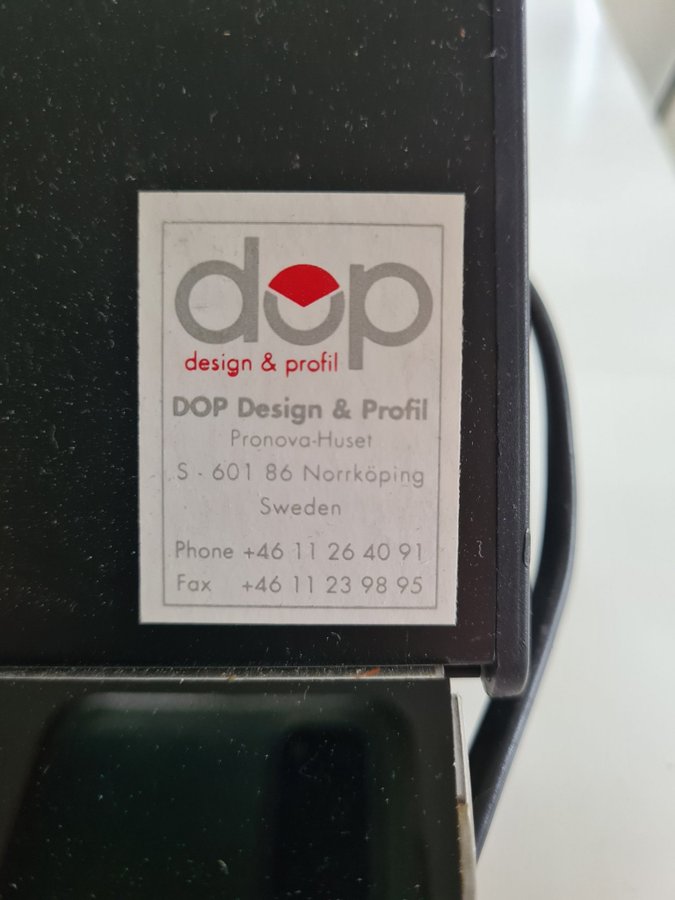 dop
design & profil
DOP Design & Profil
Pronova-Huset
S - 601 86 Norrköping
Sweden
Phone +46 11 26 40 91
Fax +46 11 23 98 95